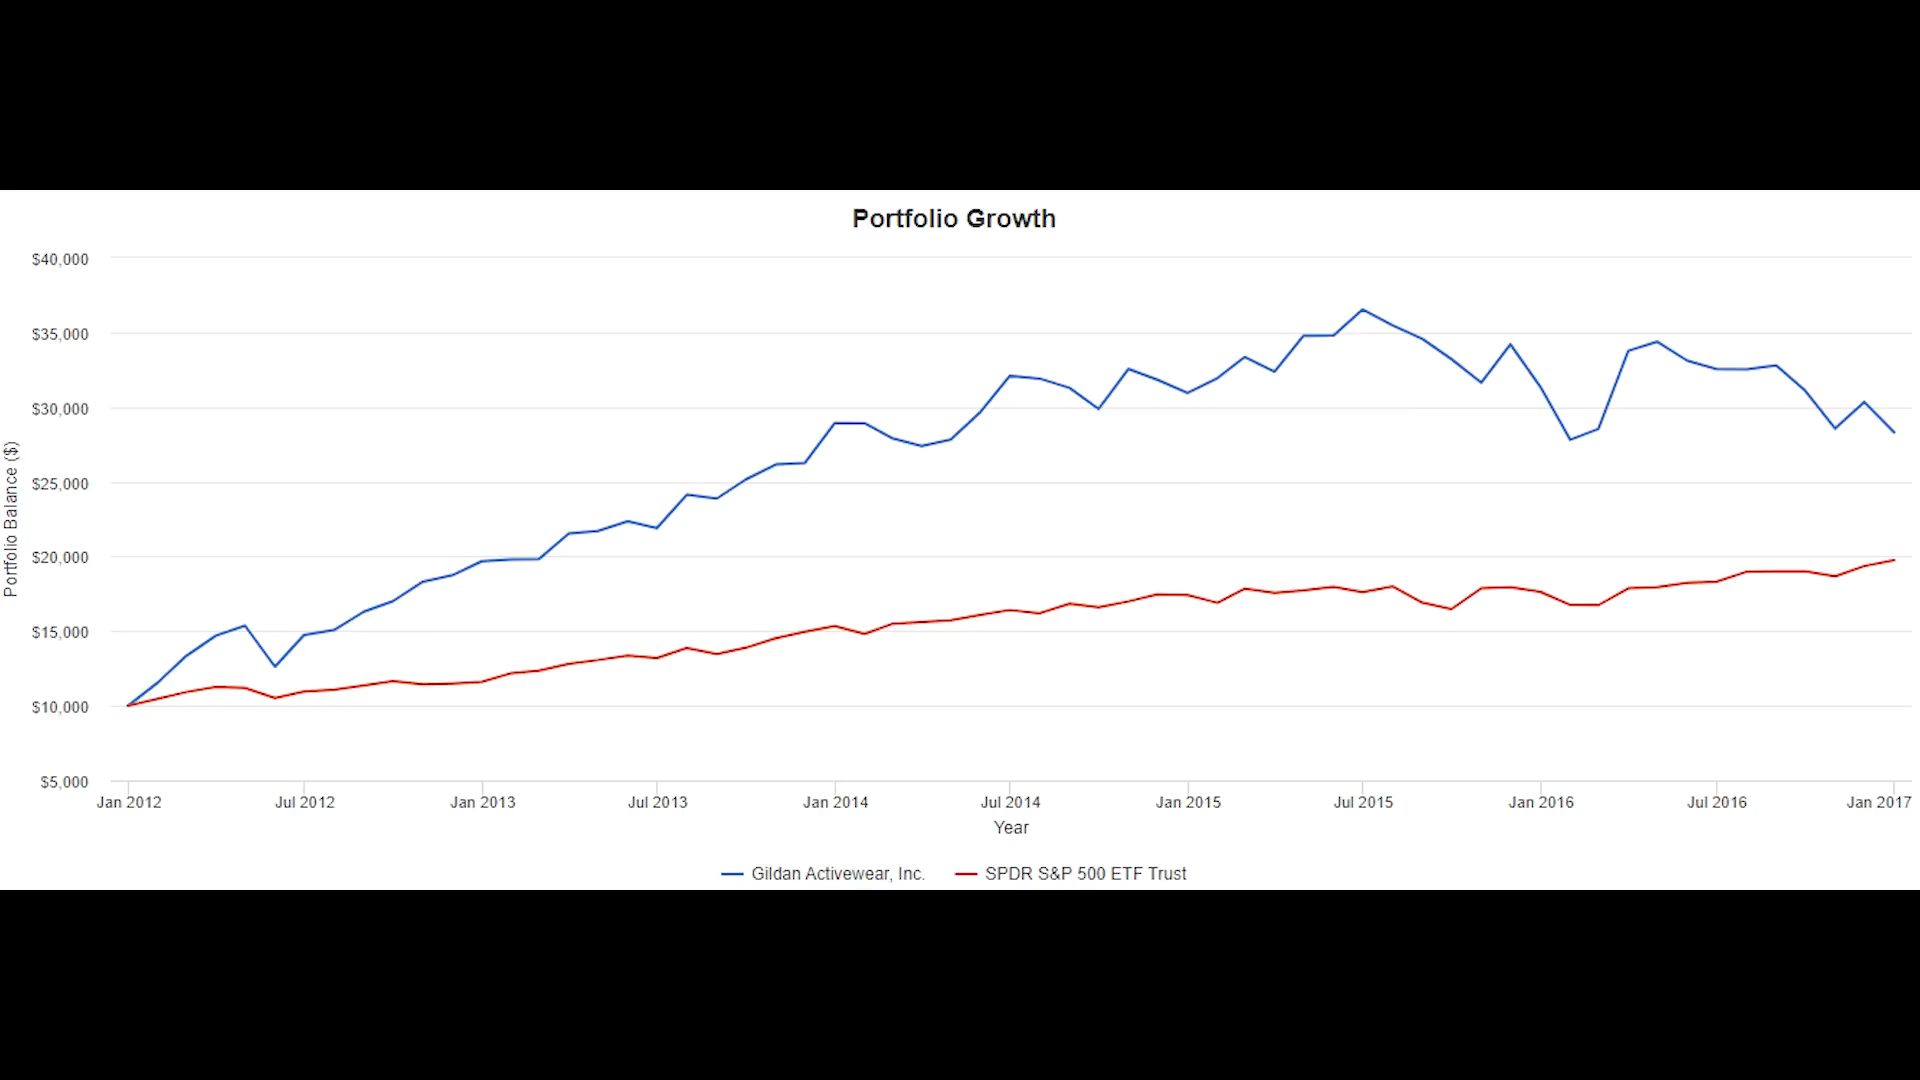 Portfolio Growth
$40,000
$35,000
$30,000
$25,000
$20,000
$15,000
$10,000
$5,000
Portfolio Balance ($)
Jan 2012 Jul 2012 Jan 2013 Jul 2013 Jan 2014 Jul 2014 Jan 2015 Jul 2015 Jan 2016 Jul 2016 Jan 2017
Year
Gildan Activewear, Inc. SPDR S&P 500 ETF Trust